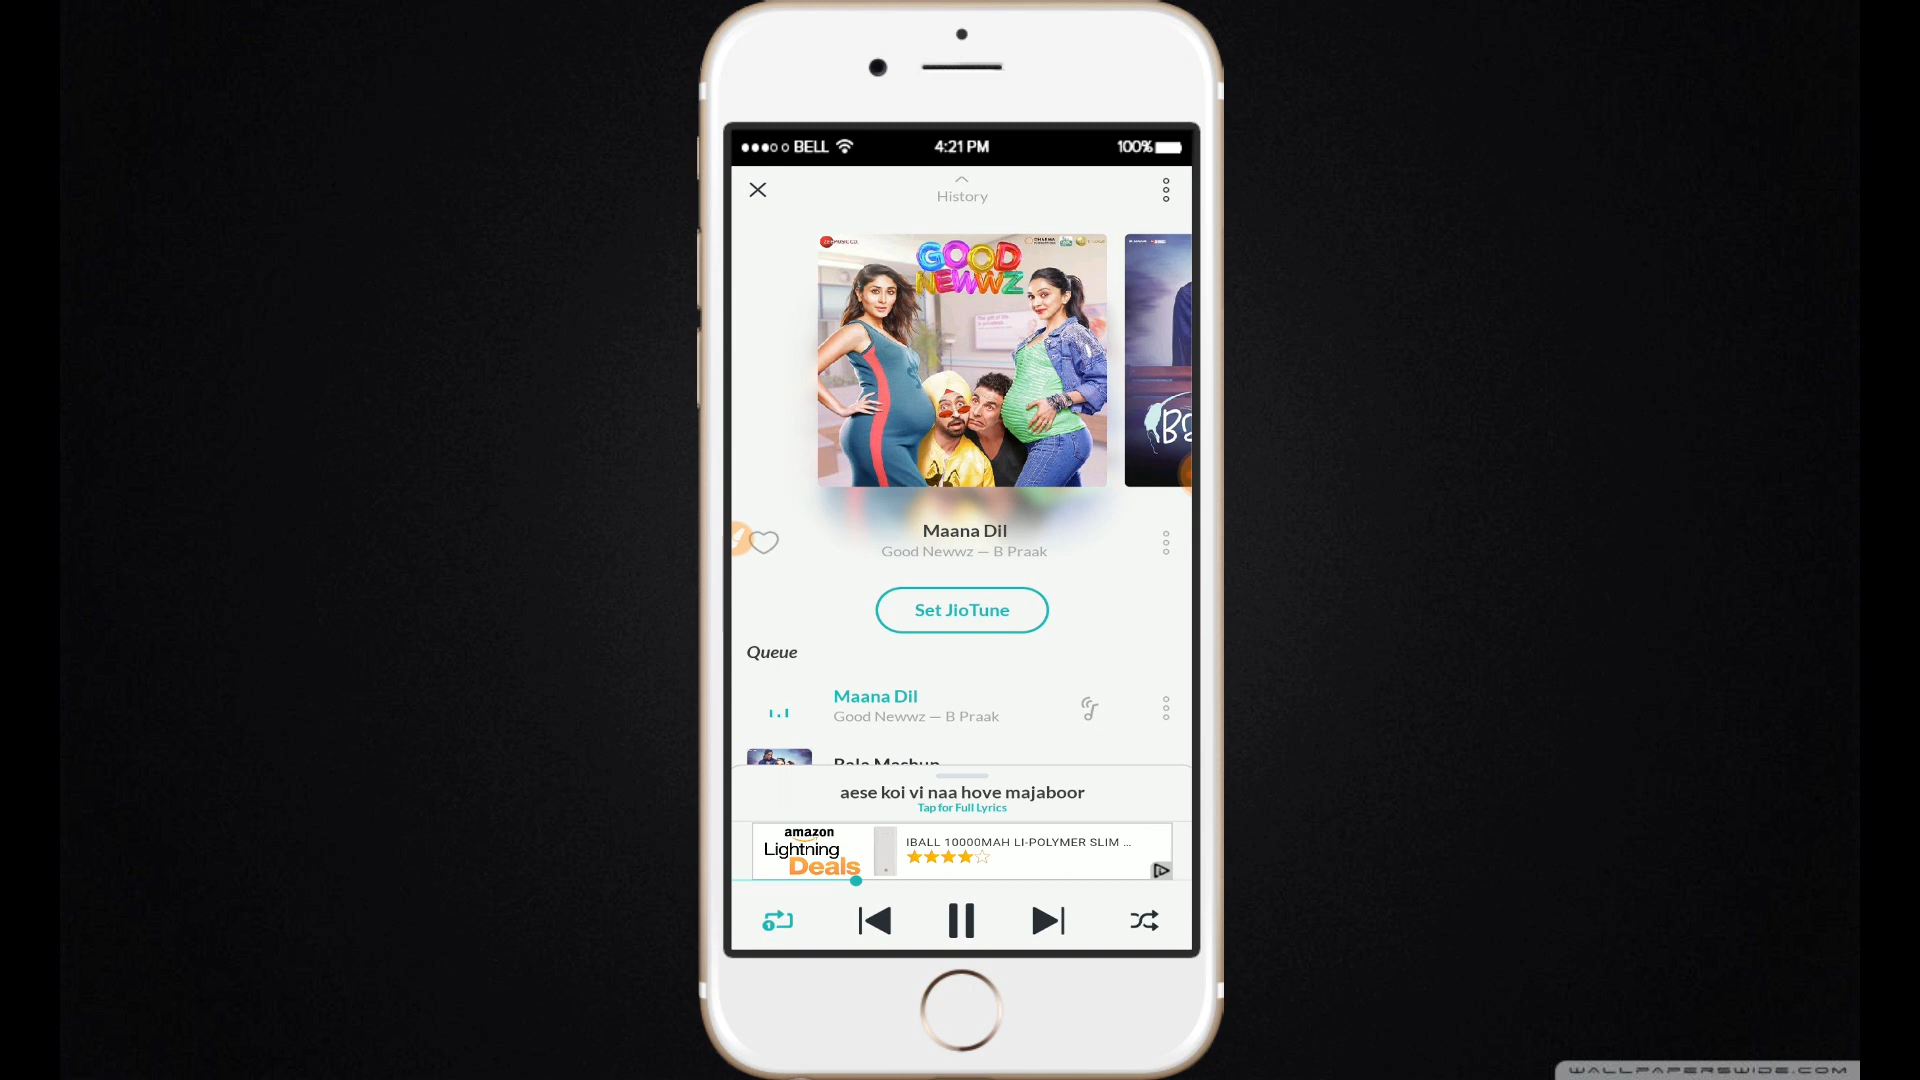 BELL
4:21 PM
100%
History
GOOD
NEWWZ
Maana Dil
Good Newwz — B Praak
Set JioTune
Queue
Maana Dil
Good Newwz — B Praak
Bala Mashup
aese koi vi naa hove majaboor
Tap for Full Lyrics
amazon
Lightning
Deals
IBALL 10000MAH LI-POLYMER SLIM ...
WALLPAPERSWIDE.COM